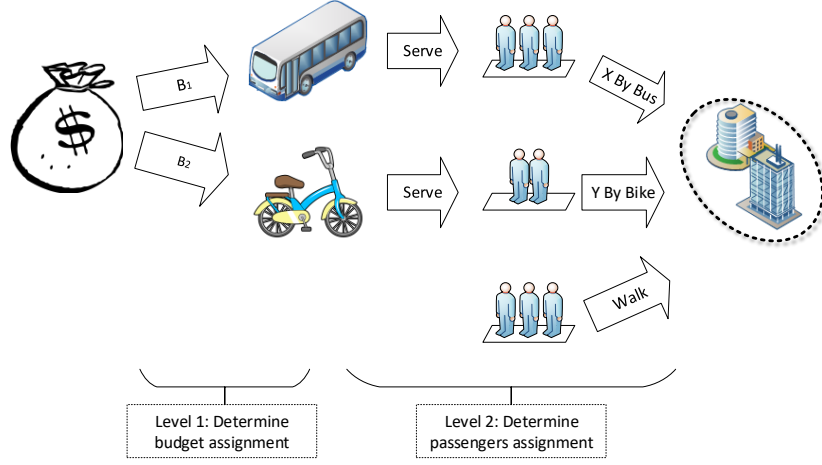 $
B1
Serve
X By Bus
B2
Serve
Y By Bike
Walk
Level 1: Determine
budget assignment
Level 2: Determine
passengers assignment